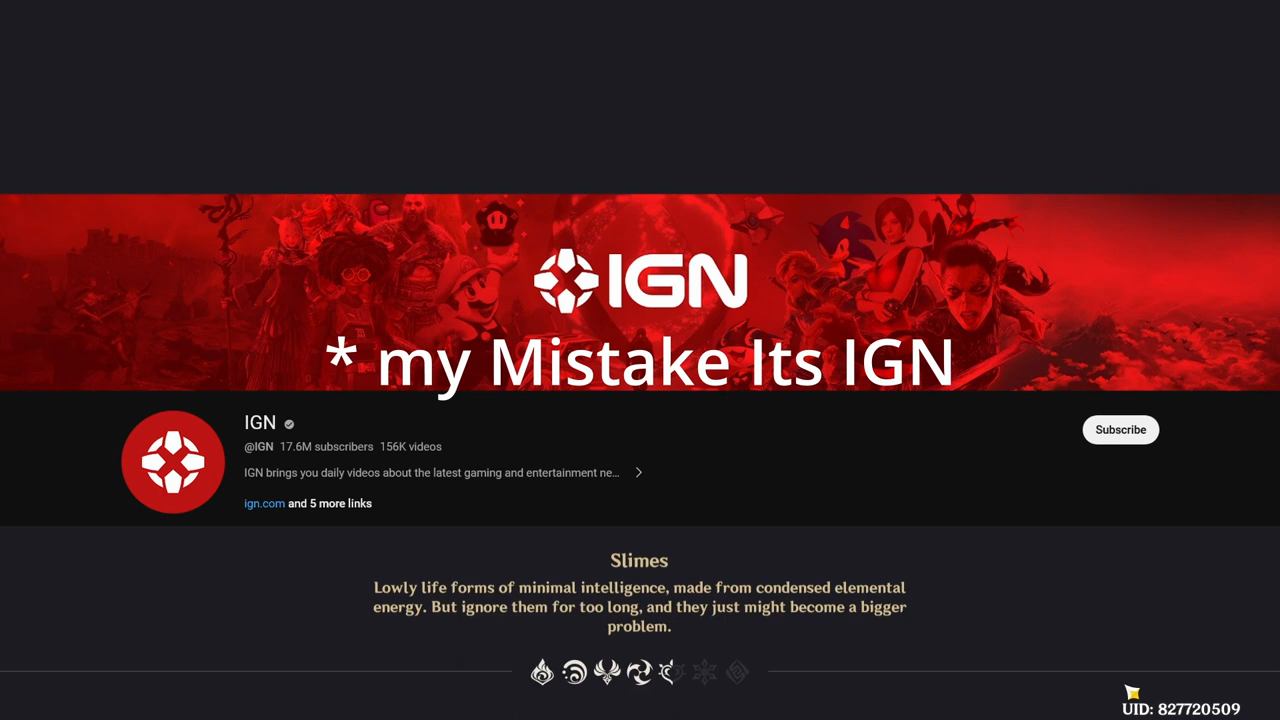 IGN
* my Mistake Its IGN
IGN
@IGN 17.6M subscribers 156K videos
IGN brings you daily videos about the latest gaming and entertainment ne...
ign.com and 5 more links
Subscribe
Slimes
Lowly life forms of minimal intelligence, made from condensed elemental
energy. But ignore them for too long, and they just might become a bigger
problem.
UID: 827720509